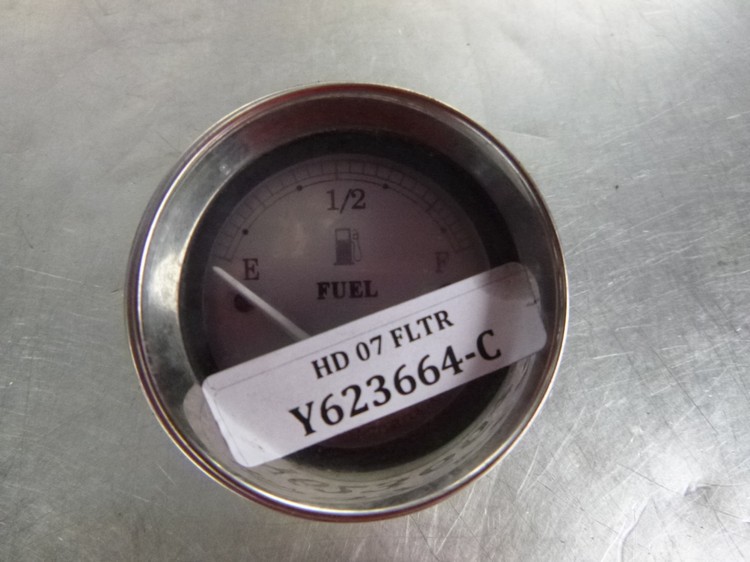 1/2
E F
FUEL
HD 07 FLTR
Y623664-C